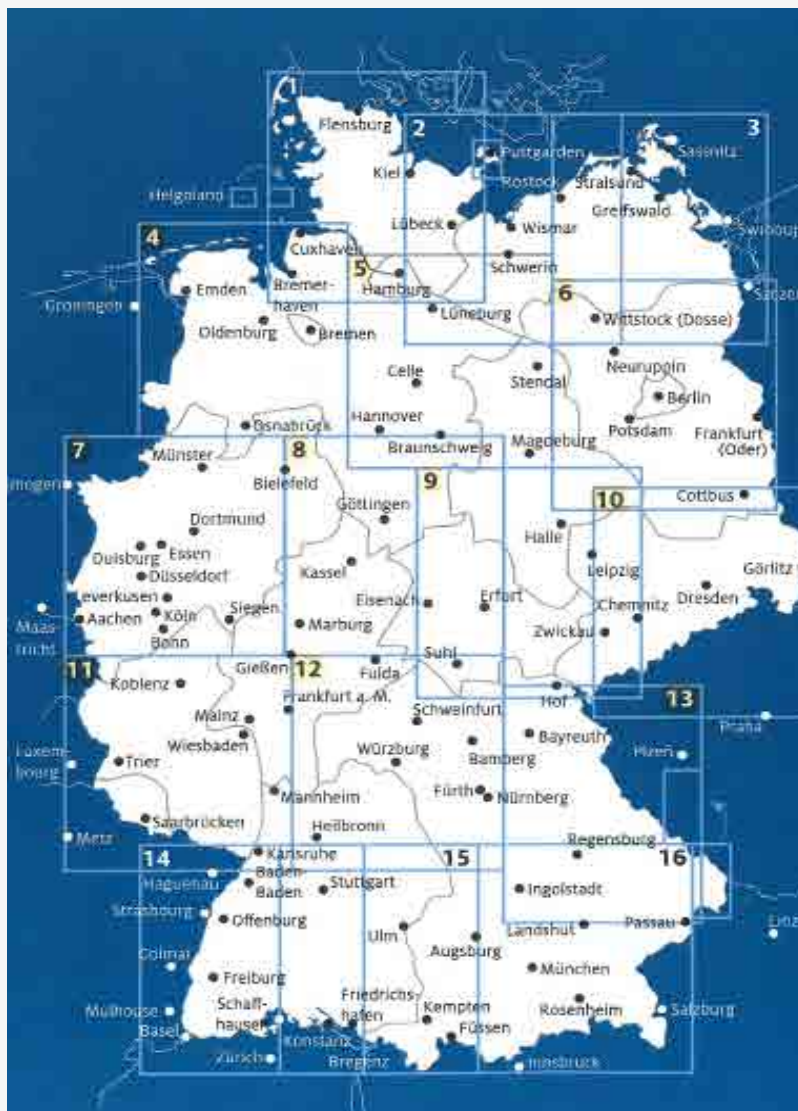 1
Flensburg
2
3
Puttgarden
Sassnitz
Kiel
Rostock
Stralsund
Helgoland
Greifswald
Lübeck
Wismar
4
Cuxhaven
Schwerin
5
Bremer-
haven
Hamburg
6
Emden
Groningen
Lüneburg
Wittstock (Dosse)
Oldenburg
Bremen
Neuruppin
Celle
Stendal
Berlin
Hannover
Potsdam
Frankfurt
(Oder)
Osnabrück
Braunschweig
Magdeburg
7
8
Münster
Bielefeld
9
10
Cottbus
Göttingen
Dortmund
Halle
Duisburg
Essen
Kassel
Leipzig
Görlitz
Düsseldorf
Dresden
Leverkusen
Eisenach
Erfurt
Chemnitz
Köln
Siegen
Aachen
Marburg
Zwickau
Maas-
tricht
Bonn
11
Gießen
12
Fulda
Suhl
Koblenz
Hof
13
Frankfurt a. M.
Mainz
Schweinfurt
Praha
Wiesbaden
Bayreuth
Bamberg
Würzburg
Plzeň
Luxem-
bourg
Trier
Mannheim
Fürth
Nürnberg
Saarbrücken
Heilbronn
Metz
Regensburg
14
Karlsruhe
15
16
Haguenau
Baden-
Baden
Stuttgart
Ingolstadt
Strasbourg
Offenburg
Landshut
Passau
Linz
Ulm
Augsburg
Colmar
München
Freiburg
Friedrichs-
hafen
Mulhouse
Schaff-
hausen
Kempten
Rosenheim
Salzburg
Basel
Füssen
Konstanz
Zürich
Bregenz
Innsbruck